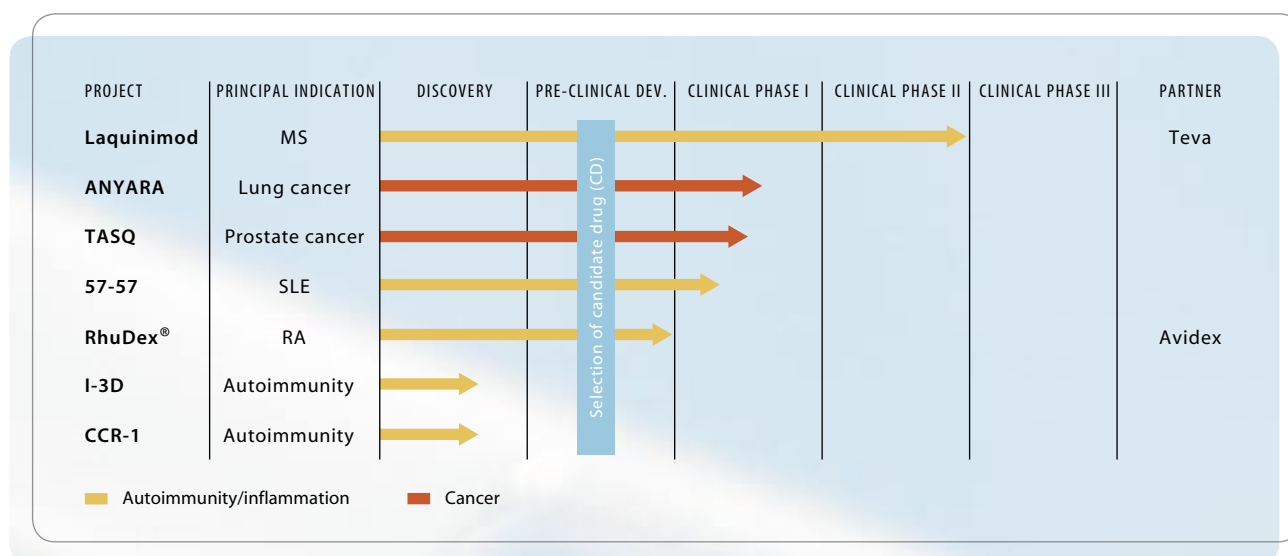 PROJECT PRINCIPAL INDICATION DISCOVERY PRE-CLINICAL DEV. CLINICAL PHASE I CLINICAL PHASE II CLINICAL PHASE III PARTNER
Laquinimod MS Teva
ANYARA Lung cancer
TASQ Prostate cancer
57-57 SLE
RhuDex® RA Avidex
I-3D Autoimmunity
CCR-1 Autoimmunity
Selection of candidate drug (CD)
Autoimmunity/inflammation Cancer